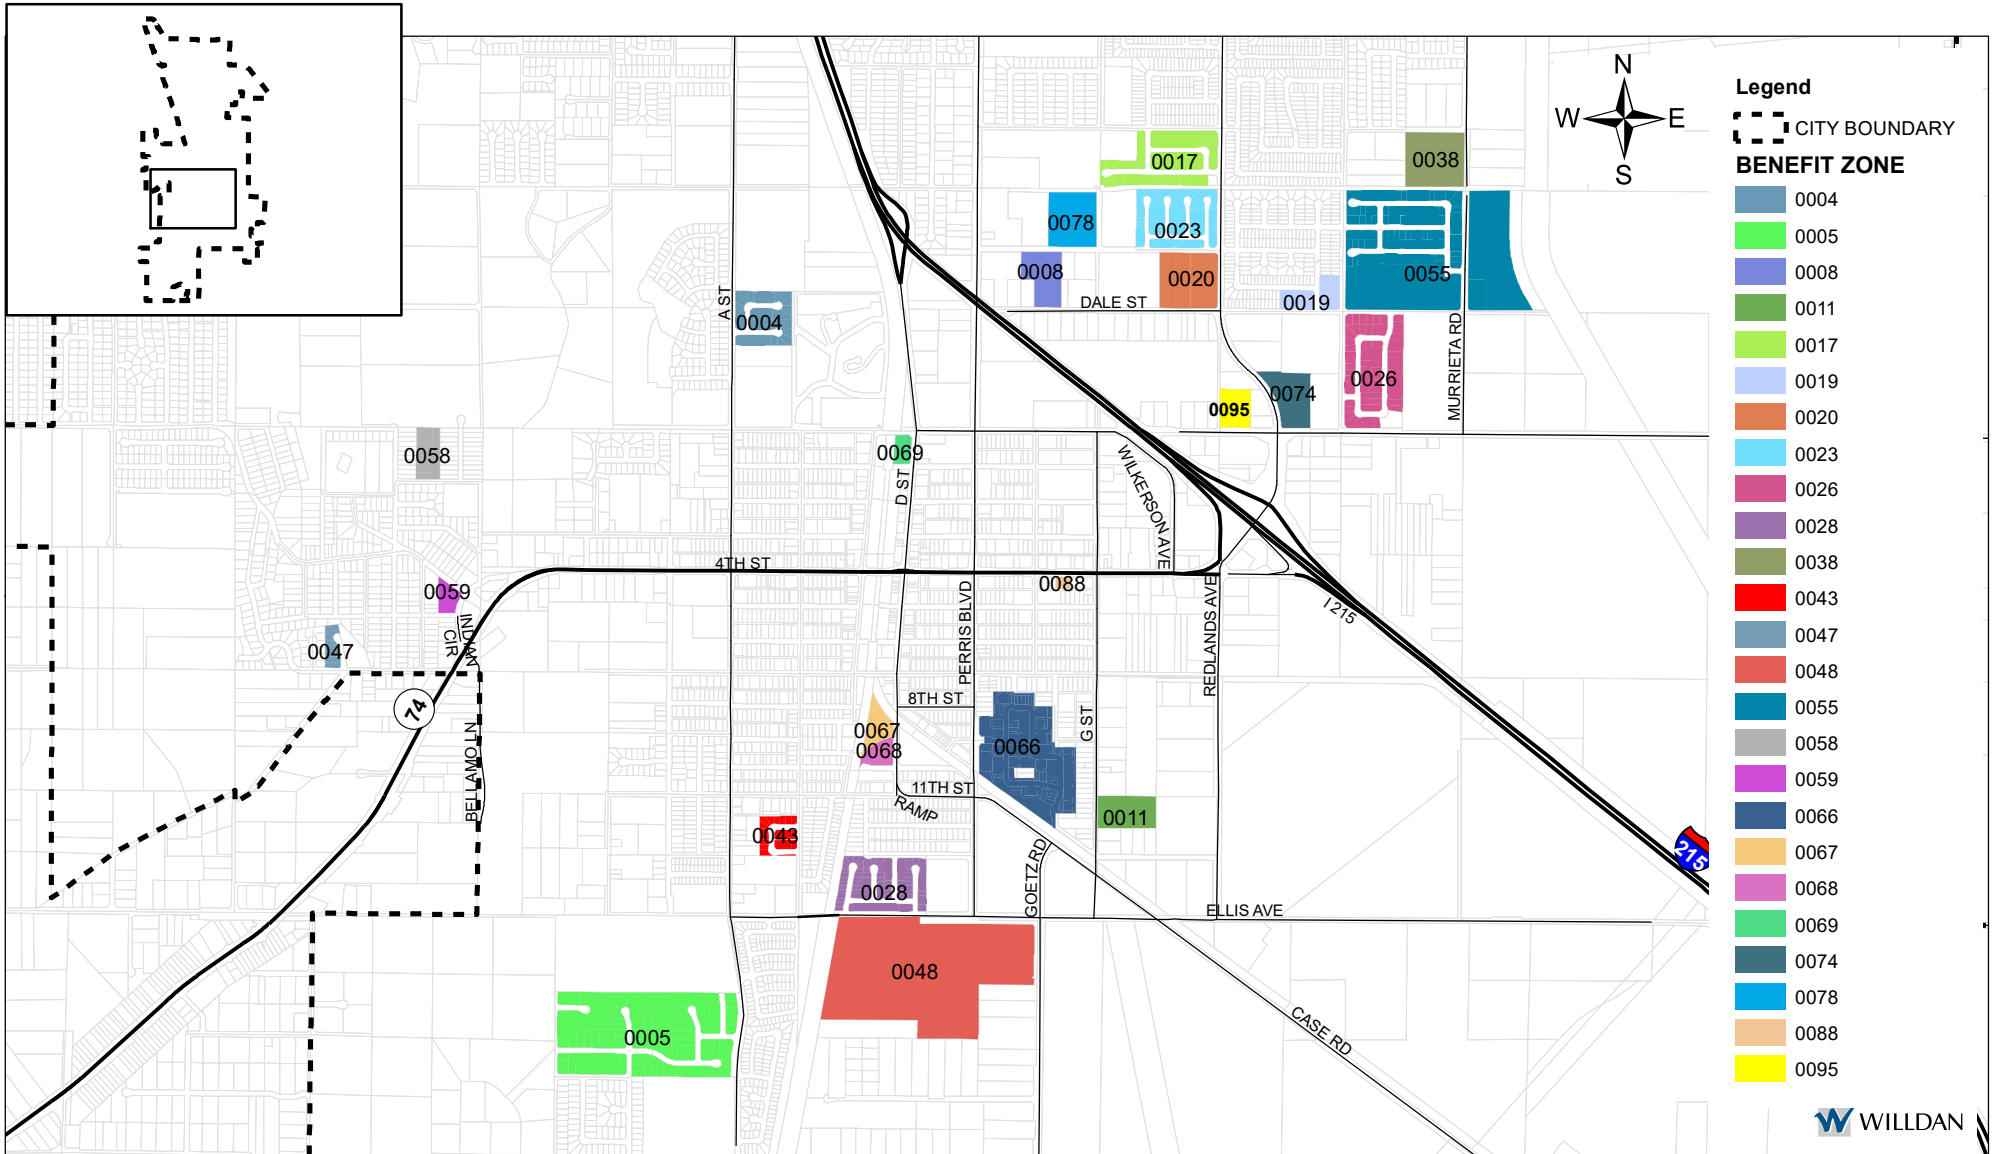 N
W E
S
Legend
CITY BOUNDARY
BENEFIT ZONE
0004
0005
0008
0011
0017
0019
0020
0023
0026
0028
0038
0043
0047
0048
0055
0058
0059
0066
0067
0068
0069
0074
0078
0088
0095
WILLDAN
0017
0038
0078
0023
0008
0020
0055
0019
DALE ST
A ST
0004
MURRIETA RD
0026
0074
0095
0058
0069
D ST
WILKERSON AVE
4TH ST
0059
0088
INDIAN
CIR
0047
PERRIS BLVD
REDLANDS AVE
I 215
74
8TH ST
0067
0068
0066
G ST
BELLAMO LN
11TH ST
RAMP
0011
0043
215
0028
GOETZ RD
ELLIS AVE
0048
0005
CASE RD